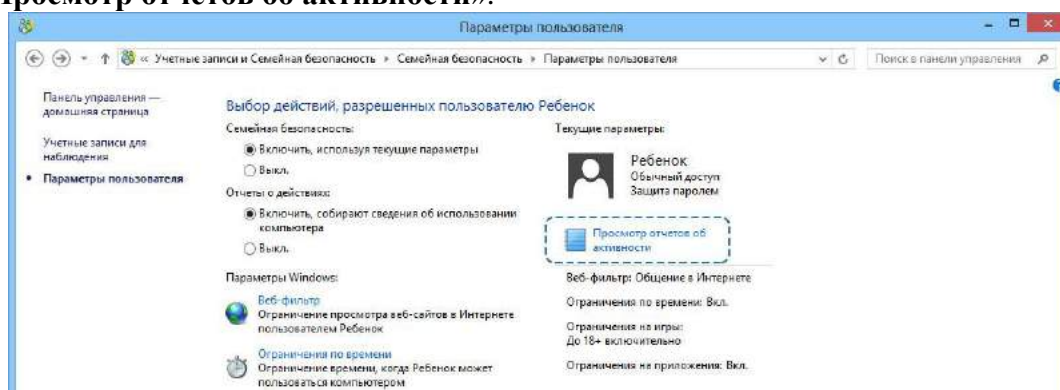 Просмотр отчетов об активности».
Параметры пользователя
« Учетные записи и Семейная безопасность ▸ Семейная безопасность ▸ Параметры пользователя
Поиск в панели управления
Панель управления —
домашняя страница
Учетные записи для
наблюдения
• Параметры пользователя
Выбор действий, разрешенных пользователю Ребенок
Семейная безопасность:
Включить, используя текущие параметры
Выкл.
Отчеты о действиях:
Включить, собирают сведения об использовании
компьютера
Выкл.
Параметры Windows:
Веб-фильтр
Ограничение просмотра веб-сайтов в Интернете
пользователем Ребенок
Ограничения по времени
Ограничение времени, когда Ребенок может
пользоваться компьютером
Текущие параметры:
Ребенок
Обычный доступ
Защита паролем
Просмотр отчетов об
активности
Веб-фильтр: Общение в Интернете
Ограничения по времени: Вкл.
Ограничения на игры:
До 18+ включительно
Ограничения на приложения: Вкл.